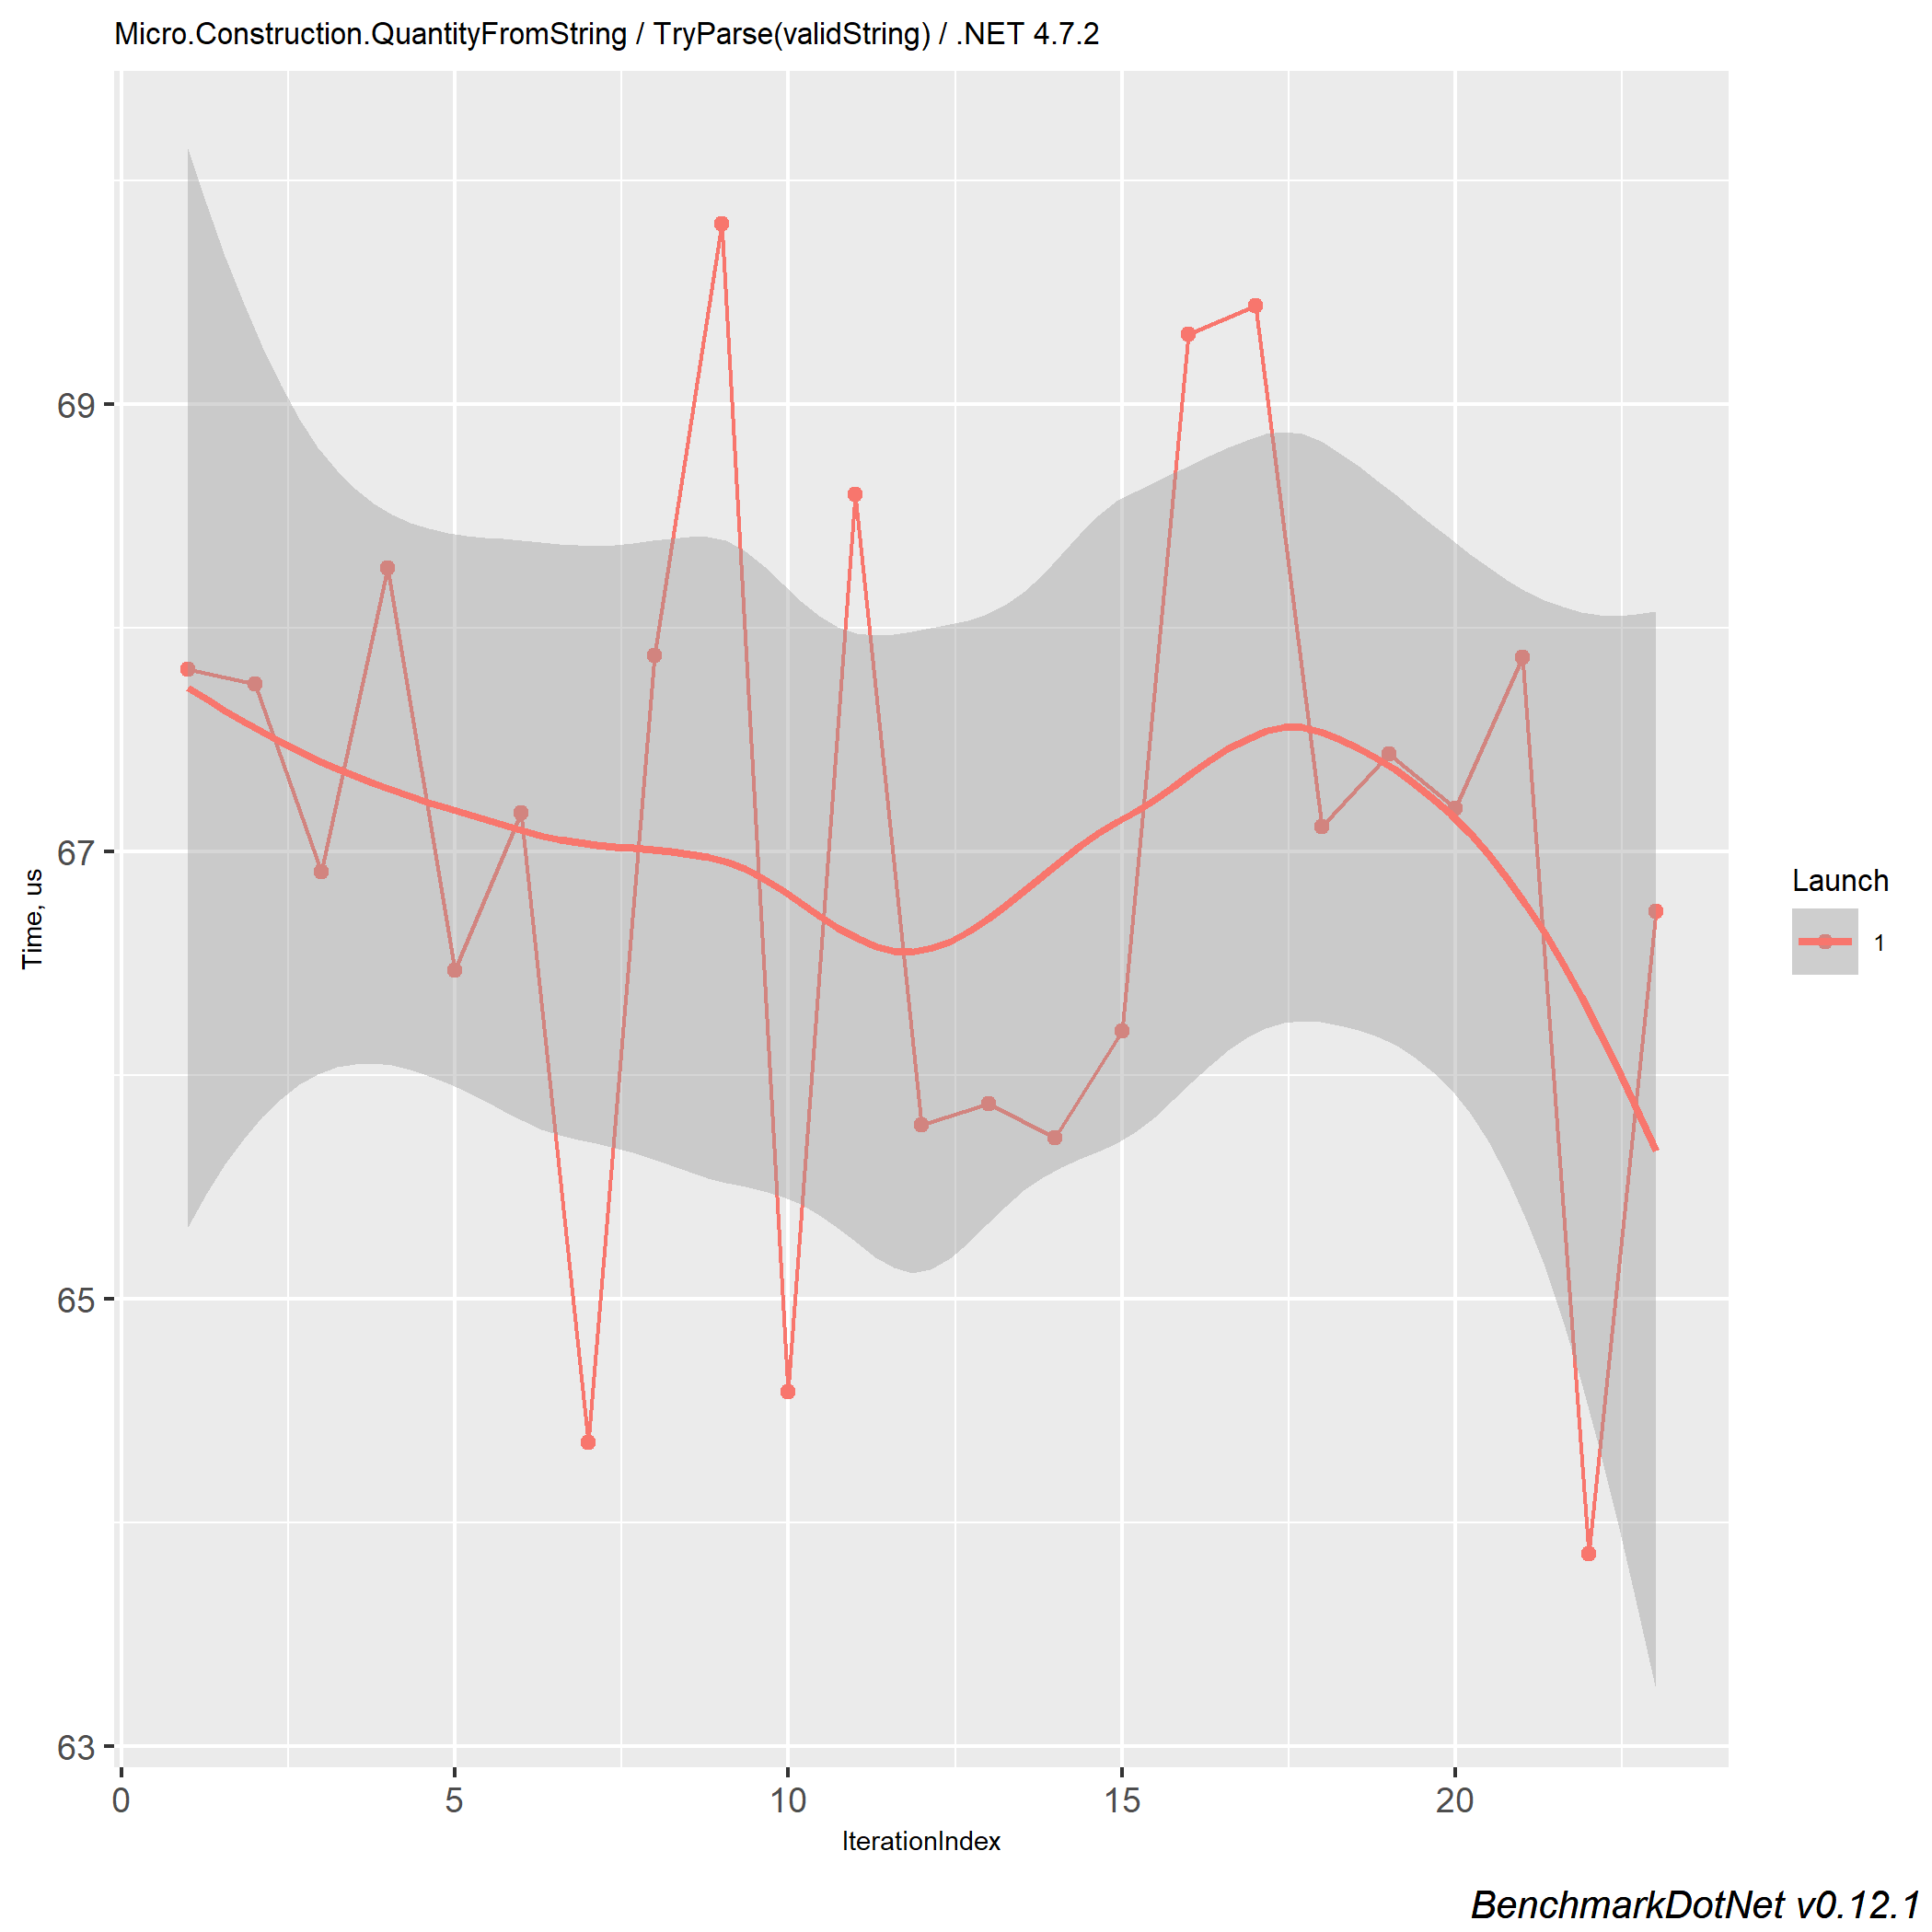 Micro.Construction.QuantityFromString / TryParse(validString) / .NET 4.7.2
69
67
65
63
Time, us
0 5 10 15 20
IterationIndex
Launch
1
BenchmarkDotNet v0.12.1